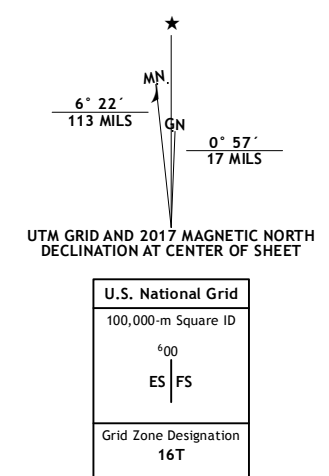 ★
MN.
GN
6° 22´
113 MILS
0° 57´
17 MILS
UTM GRID AND 2017 MAGNETIC NORTH
DECLINATION AT CENTER OF SHEET
U.S. National Grid
100,000-m Square ID
⁶00
ES FS
Grid Zone Designation
16T